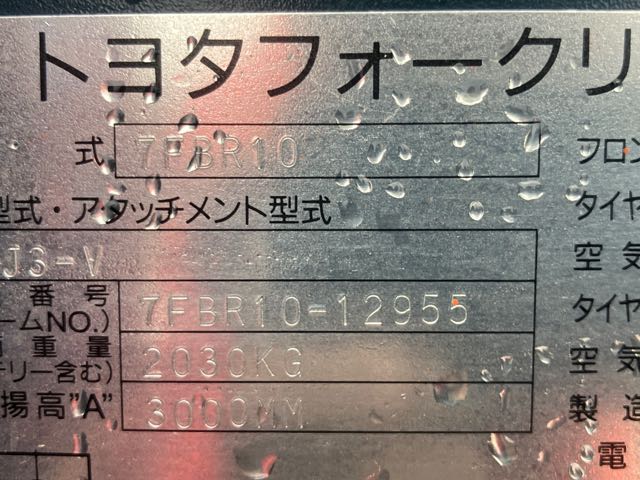 トヨタフォークリ
式 7FBR10 フロン
型式・アタッチメント型式 タイヤ
J3-V 空気
番号 7FBR10-12955 タイヤ
ームNO.)
重量 2030KG 空気
テリー含む)
揚高"A" 3000MM 製造
電